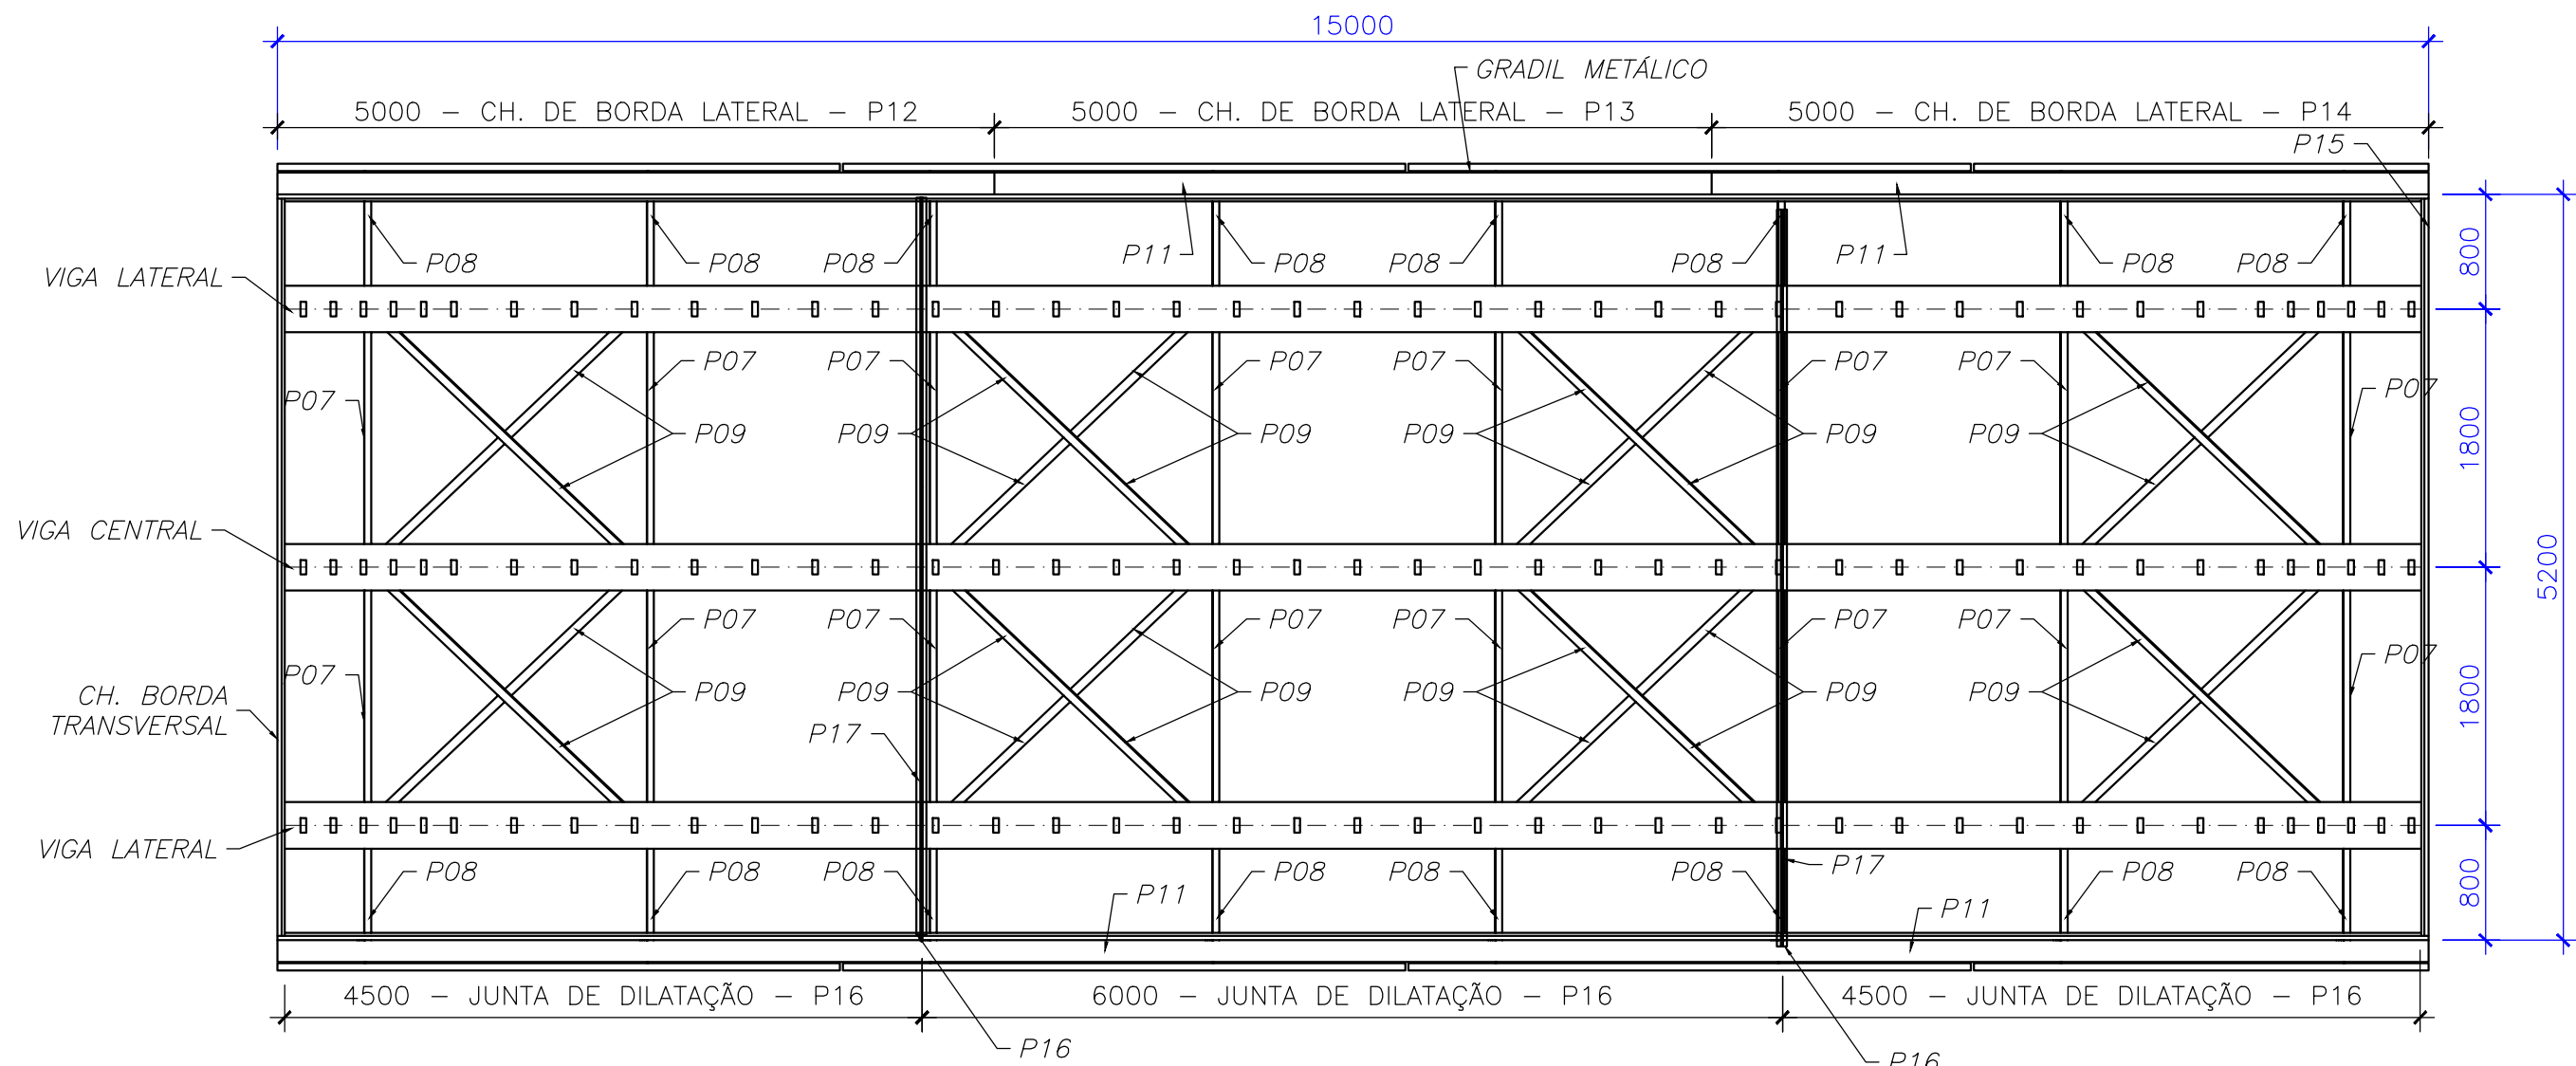 15000
GRADIL METÁLICO
5000 – CH. DE BORDA LATERAL – P12
5000 – CH. DE BORDA LATERAL – P13
5000 – CH. DE BORDA LATERAL – P14
P15
P08
P08
P08
P11
P08
P08
P08
P11
P08
P08
800
VIGA LATERAL
P07
P07
P07
P07
P07
P07
P07
P07
P09
P09
P09
P09
P09
P09
P09
1800
VIGA CENTRAL
5200
P07
P07
P07
P07
P07
P07
P07
P07
P09
P09
P09
P09
P09
P09
P09
1800
CH. BORDA
TRANSVERSAL
P17
VIGA LATERAL
P08
P08
P08
P11
P08
P08
P08
P17
P11
P08
P08
800
4500 – JUNTA DE DILATAÇÃO – P16
6000 – JUNTA DE DILATAÇÃO – P16
4500 – JUNTA DE DILATAÇÃO – P16
P16
P16